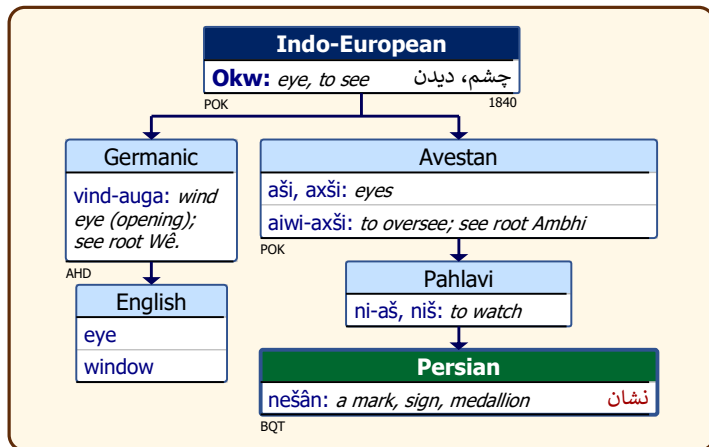 Indo-European
Okw: eye, to see چشم، دیدن
POK 1840
Germanic
vind-auga: wind
eye (opening);
see root Wê.
AHD
English
eye
window
Avestan
aši, axši: eyes
aiwi-axši: to oversee; see root Ambhi
POK
Pahlavi
ni-aš, niš: to watch
Persian
nešân: a mark, sign, medallion نشان
BQT